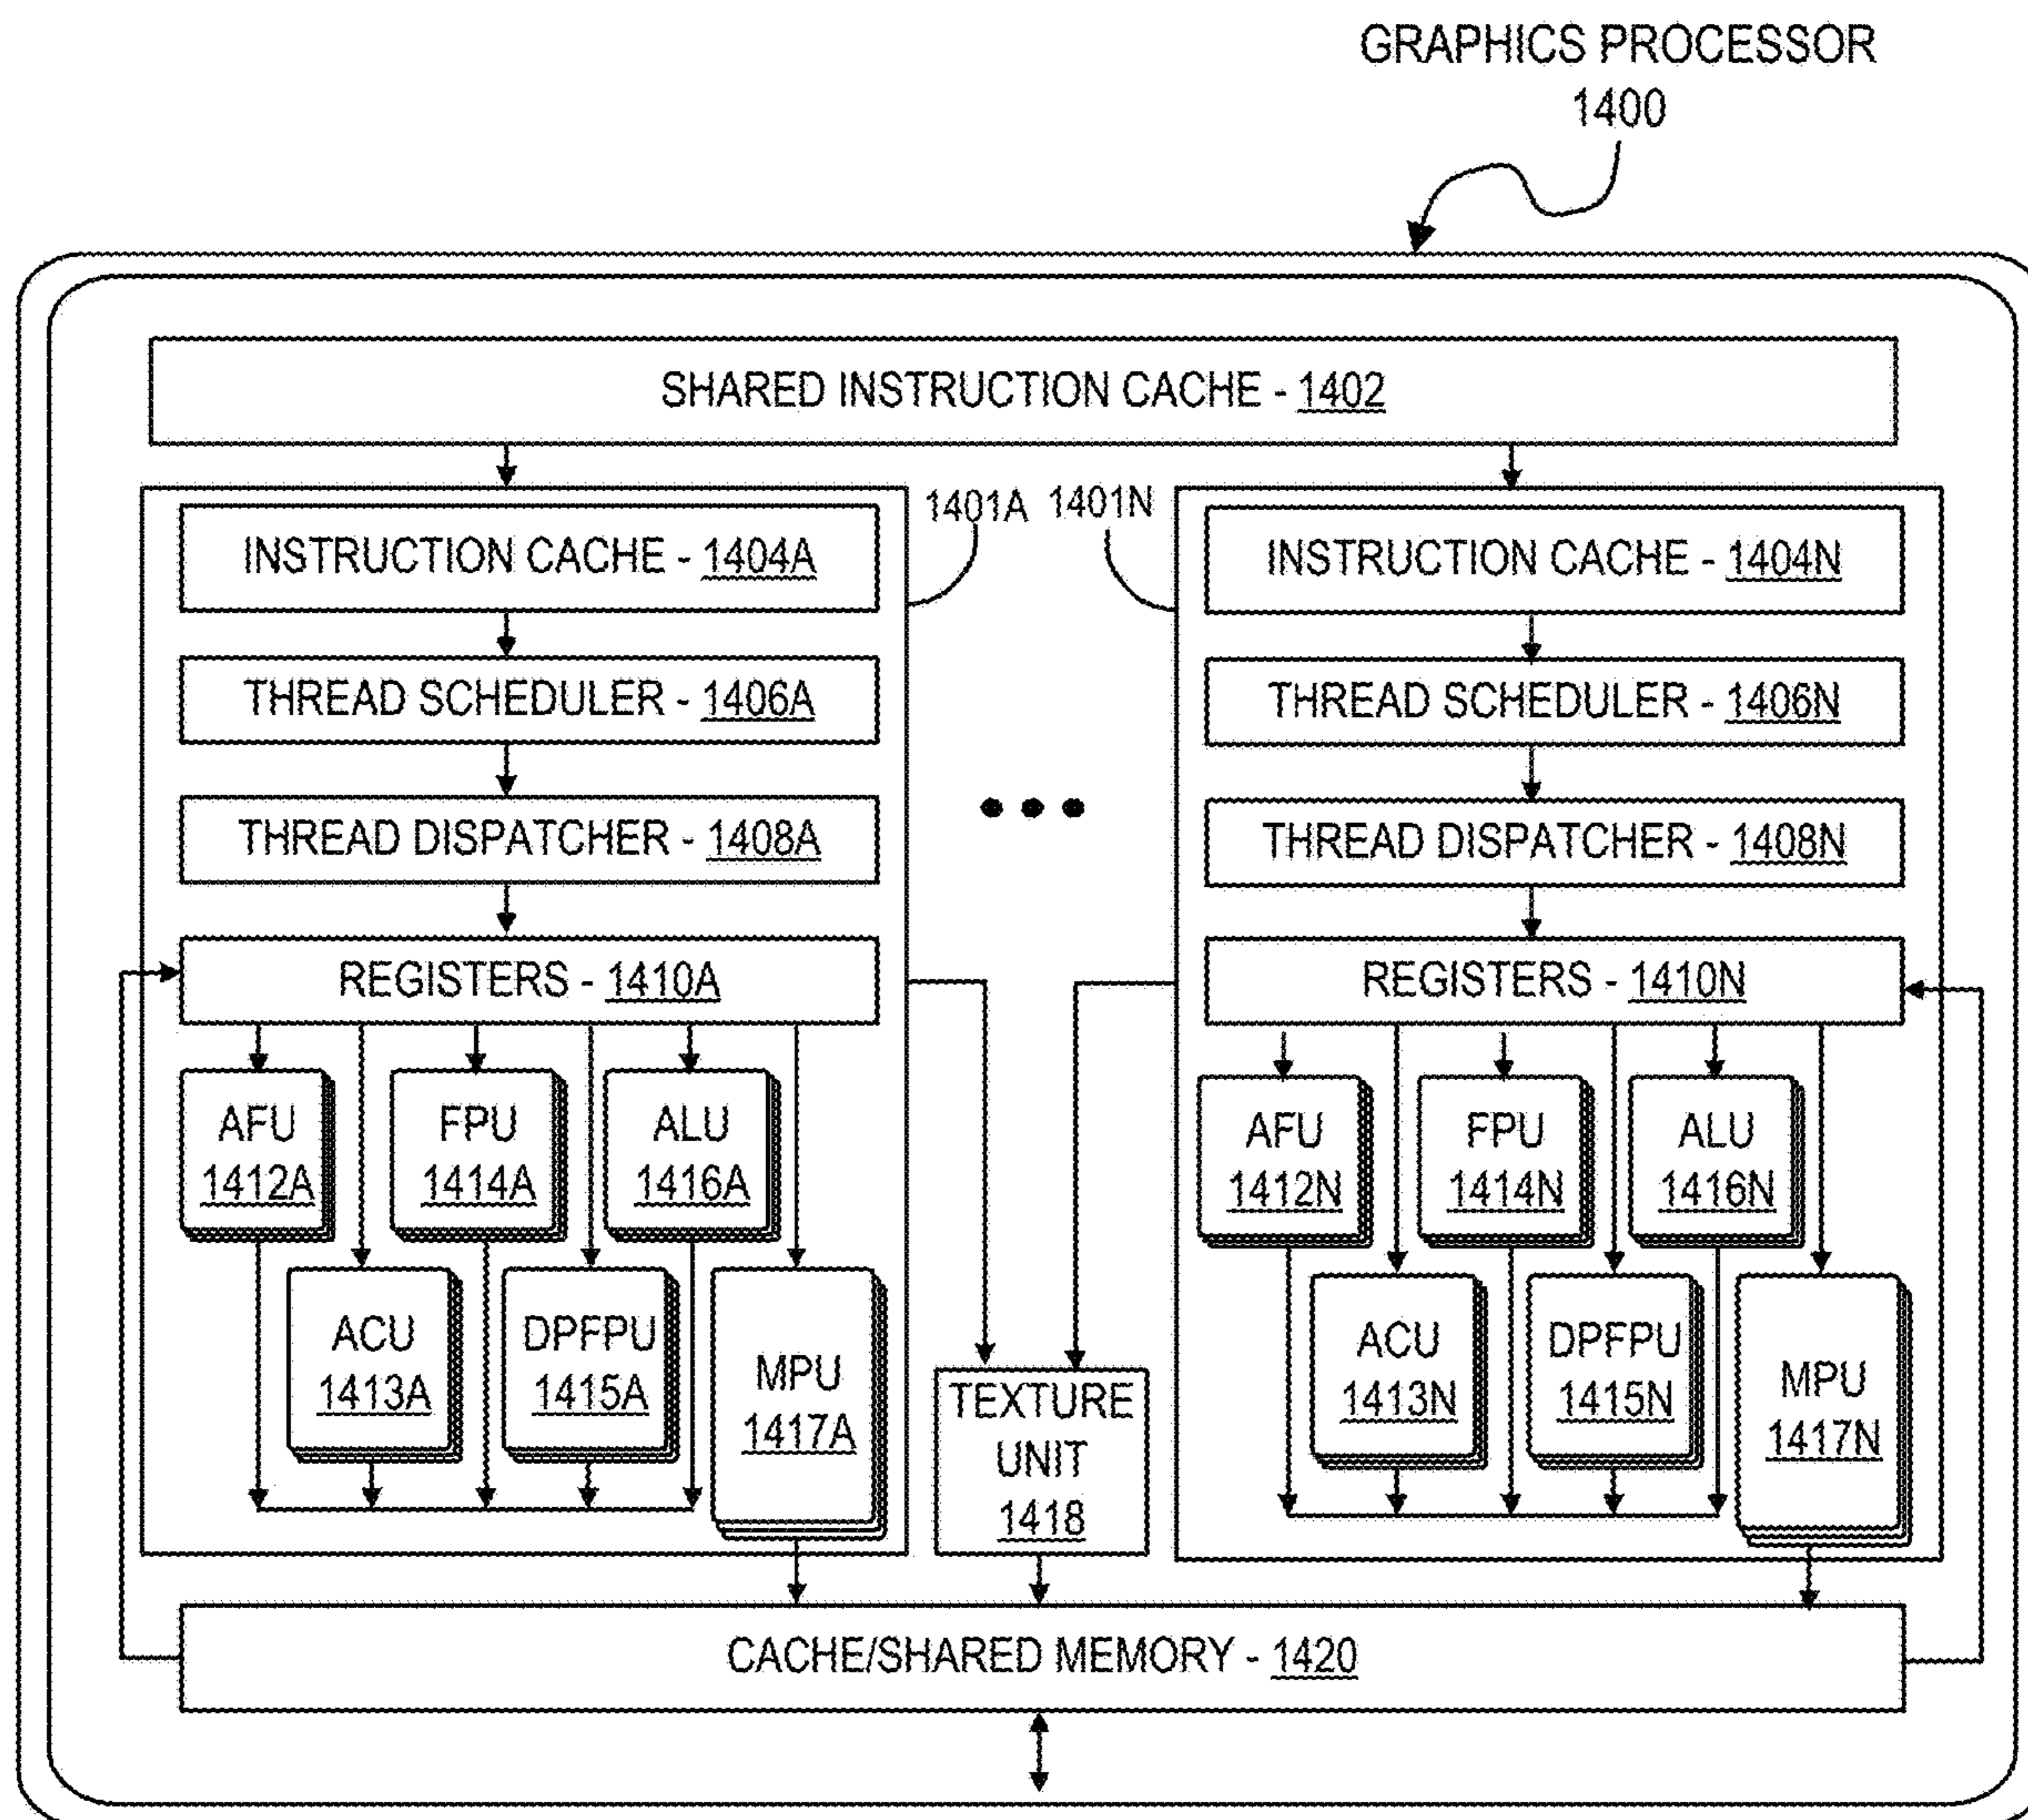 GRAPHICS PROCESSOR
1400
SHARED INSTRUCTION CACHE - 1402
1401A
1401N
INSTRUCTION CACHE - 1404A
THREAD SCHEDULER - 1406A
THREAD DISPATCHER - 1408A
REGISTERS - 1410A
AFU
1412A
FPU
1414A
ALU
1416A
ACU
1413A
DPFPU
1415A
MPU
1417A
TEXTURE
UNIT
1418
INSTRUCTION CACHE - 1404N
THREAD SCHEDULER - 1406N
THREAD DISPATCHER - 1408N
REGISTERS - 1410N
AFU
1412N
FPU
1414N
ALU
1416N
ACU
1413N
DPFPU
1415N
MPU
1417N
CACHE/SHARED MEMORY - 1420